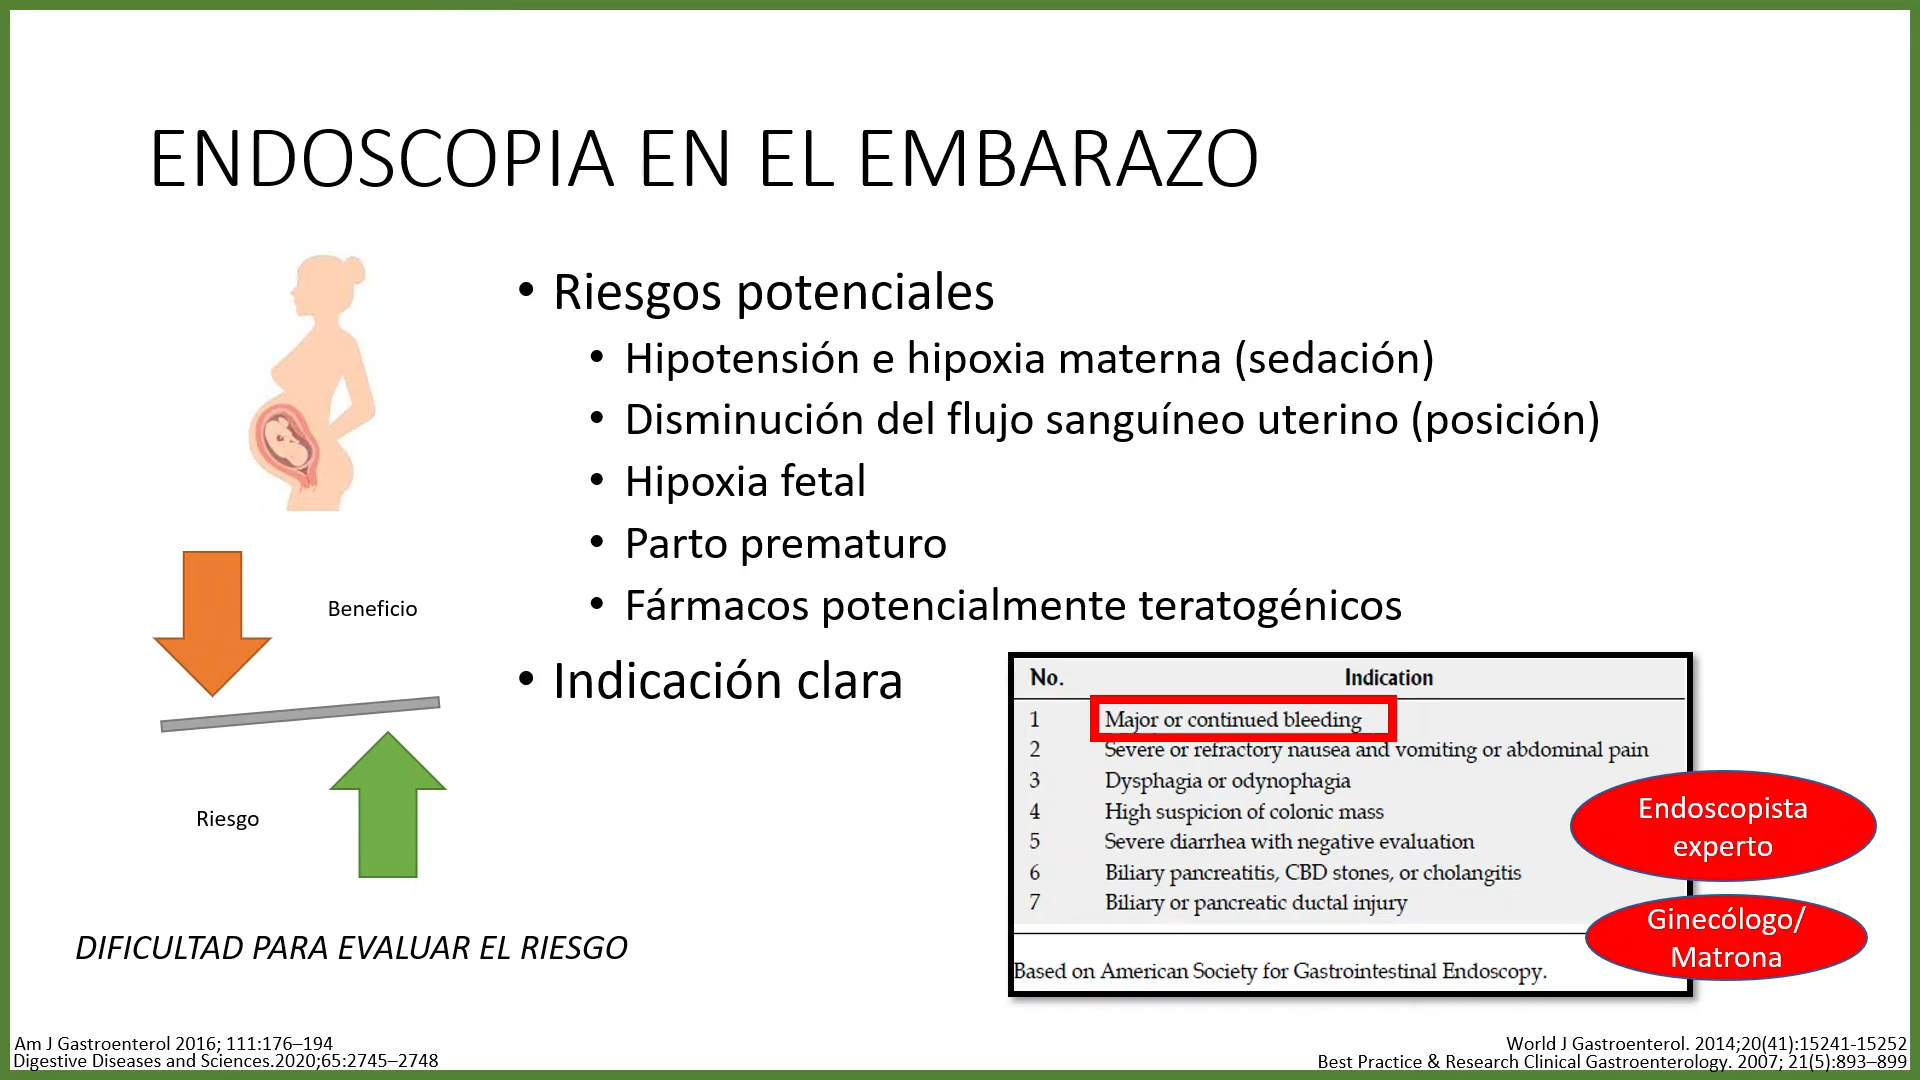 ENDOSCOPIA EN EL EMBARAZO
• Riesgos potenciales
• Hipotensión e hipoxia materna (sedación)
• Disminución del flujo sanguíneo uterino (posición)
• Hipoxia fetal
• Parto prematuro
• Fármacos potencialmente teratogénicos
• Indicación clara
Beneficio
Riesgo
DIFICULTAD PARA EVALUAR EL RIESGO
No. Indication
1 Major or continued bleeding
2 Severe or refractory nausea and vomiting or abdominal pain
3 Dysphagia or odynophagia
4 High suspicion of colonic mass
5 Severe diarrhea with negative evaluation
6 Biliary pancreatitis, CBD stones, or cholangitis
7 Biliary or pancreatic ductal injury
Based on American Society for Gastrointestinal Endoscopy.
Endoscopista
experto
Ginecólogo/
Matrona
Am J Gastroenterol 2016; 111:176–194
Digestive Diseases and Sciences.2020;65:2745–2748
World J Gastroenterol. 2014;20(41):15241-15252
Best Practice & Research Clinical Gastroenterology. 2007; 21(5):893–899